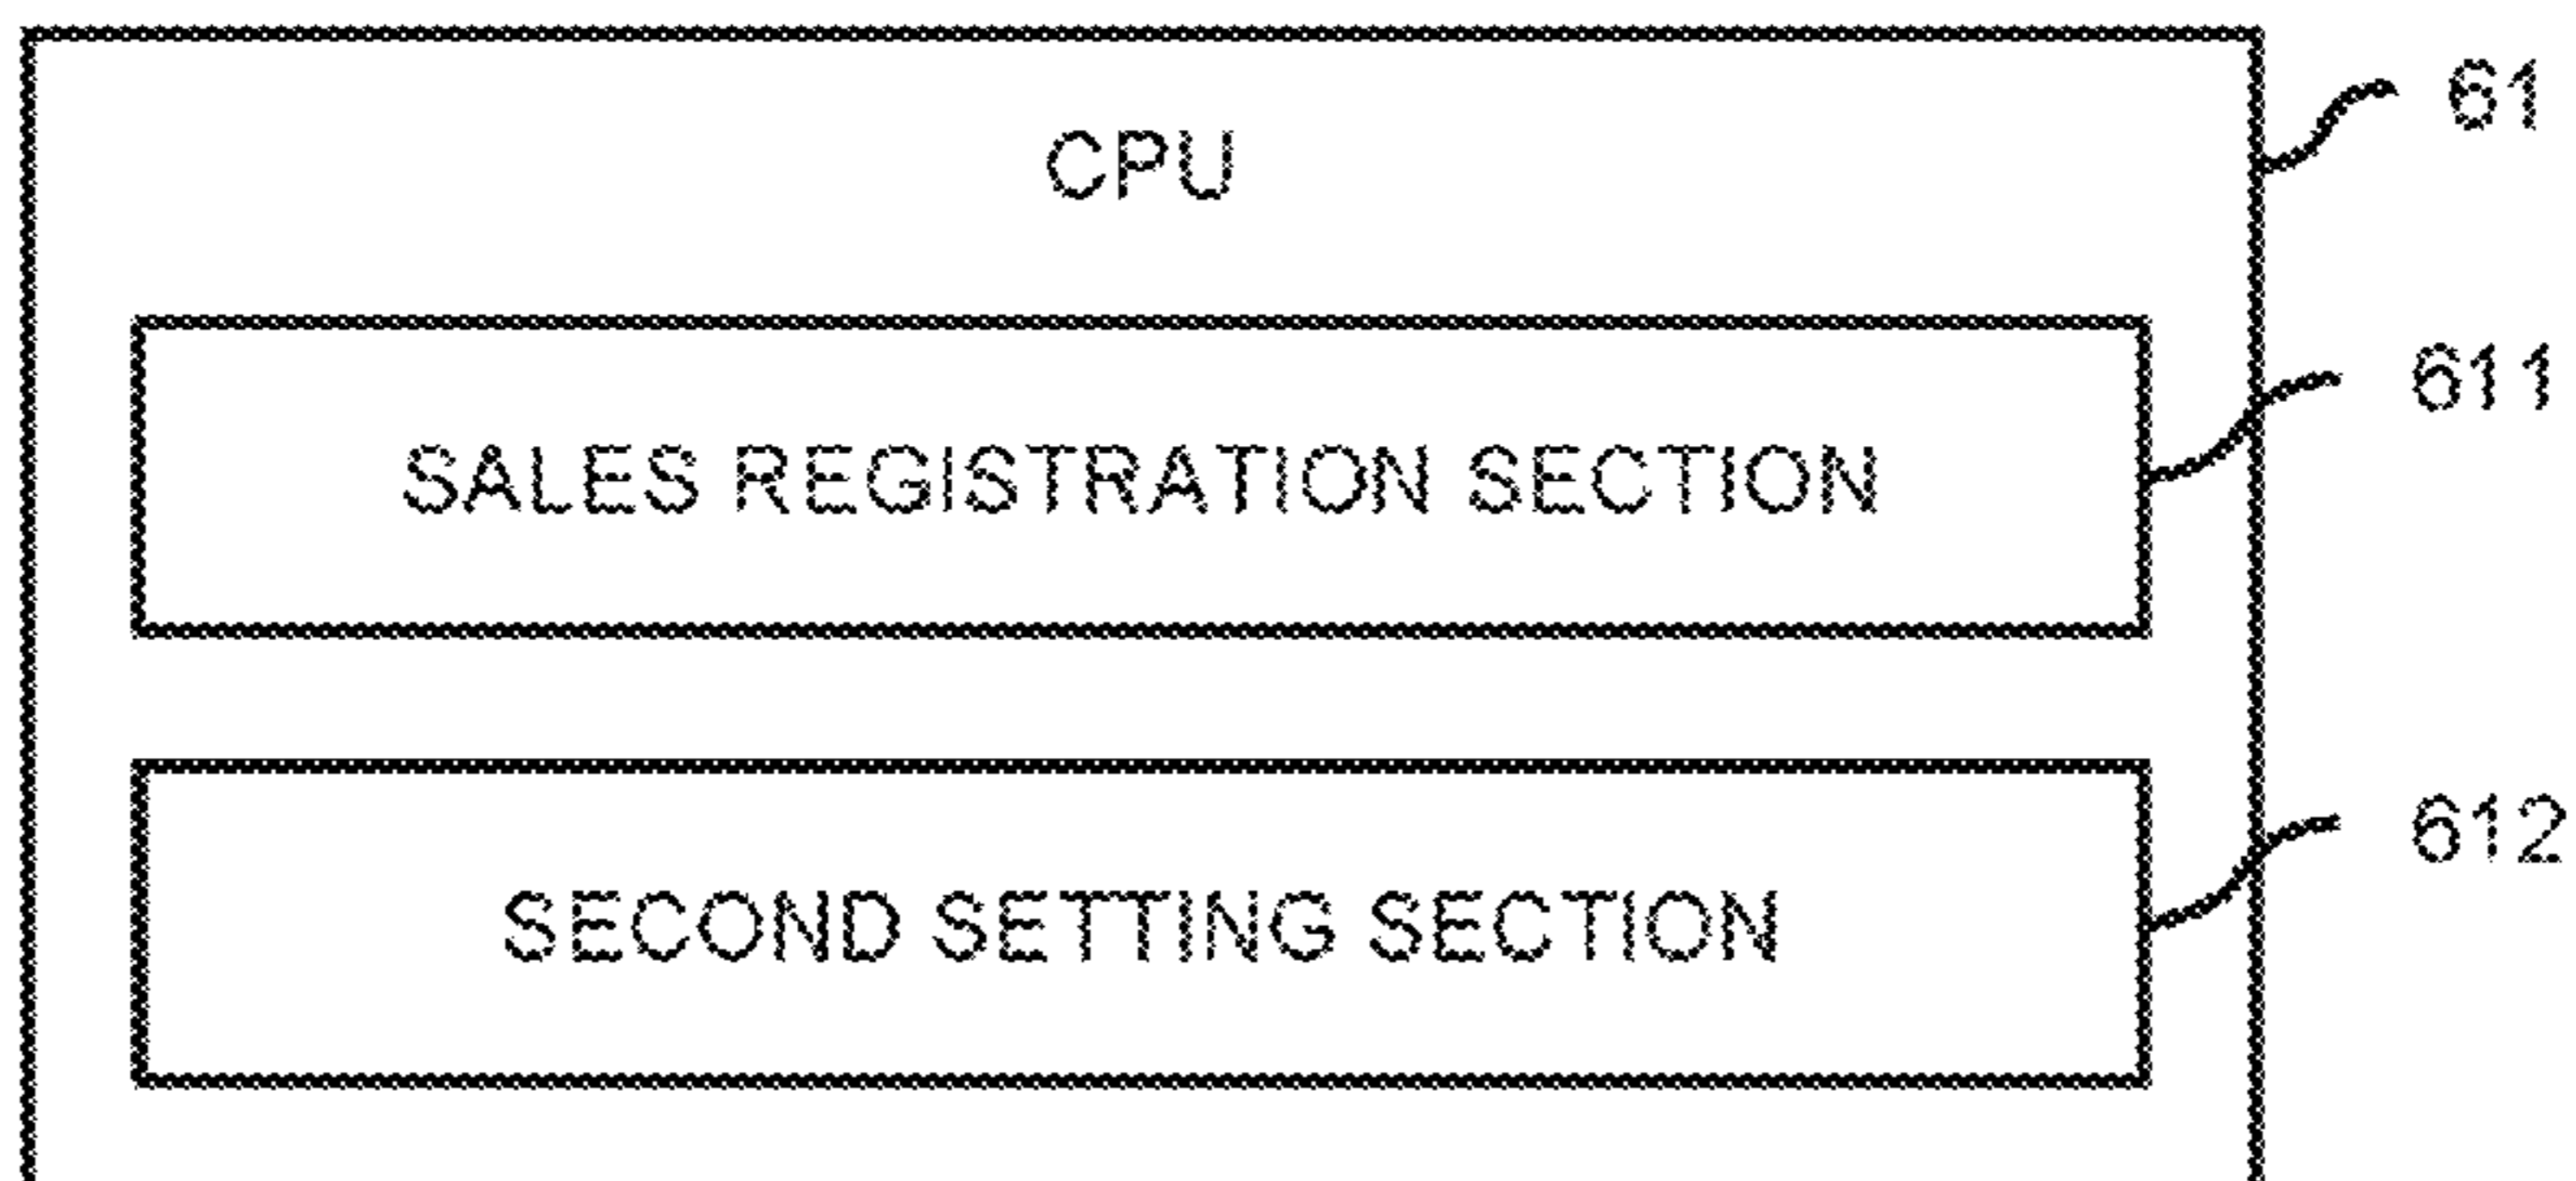 61
CPU
611
SALES REGISTRATION SECTION
612
SECOND SETTING SECTION